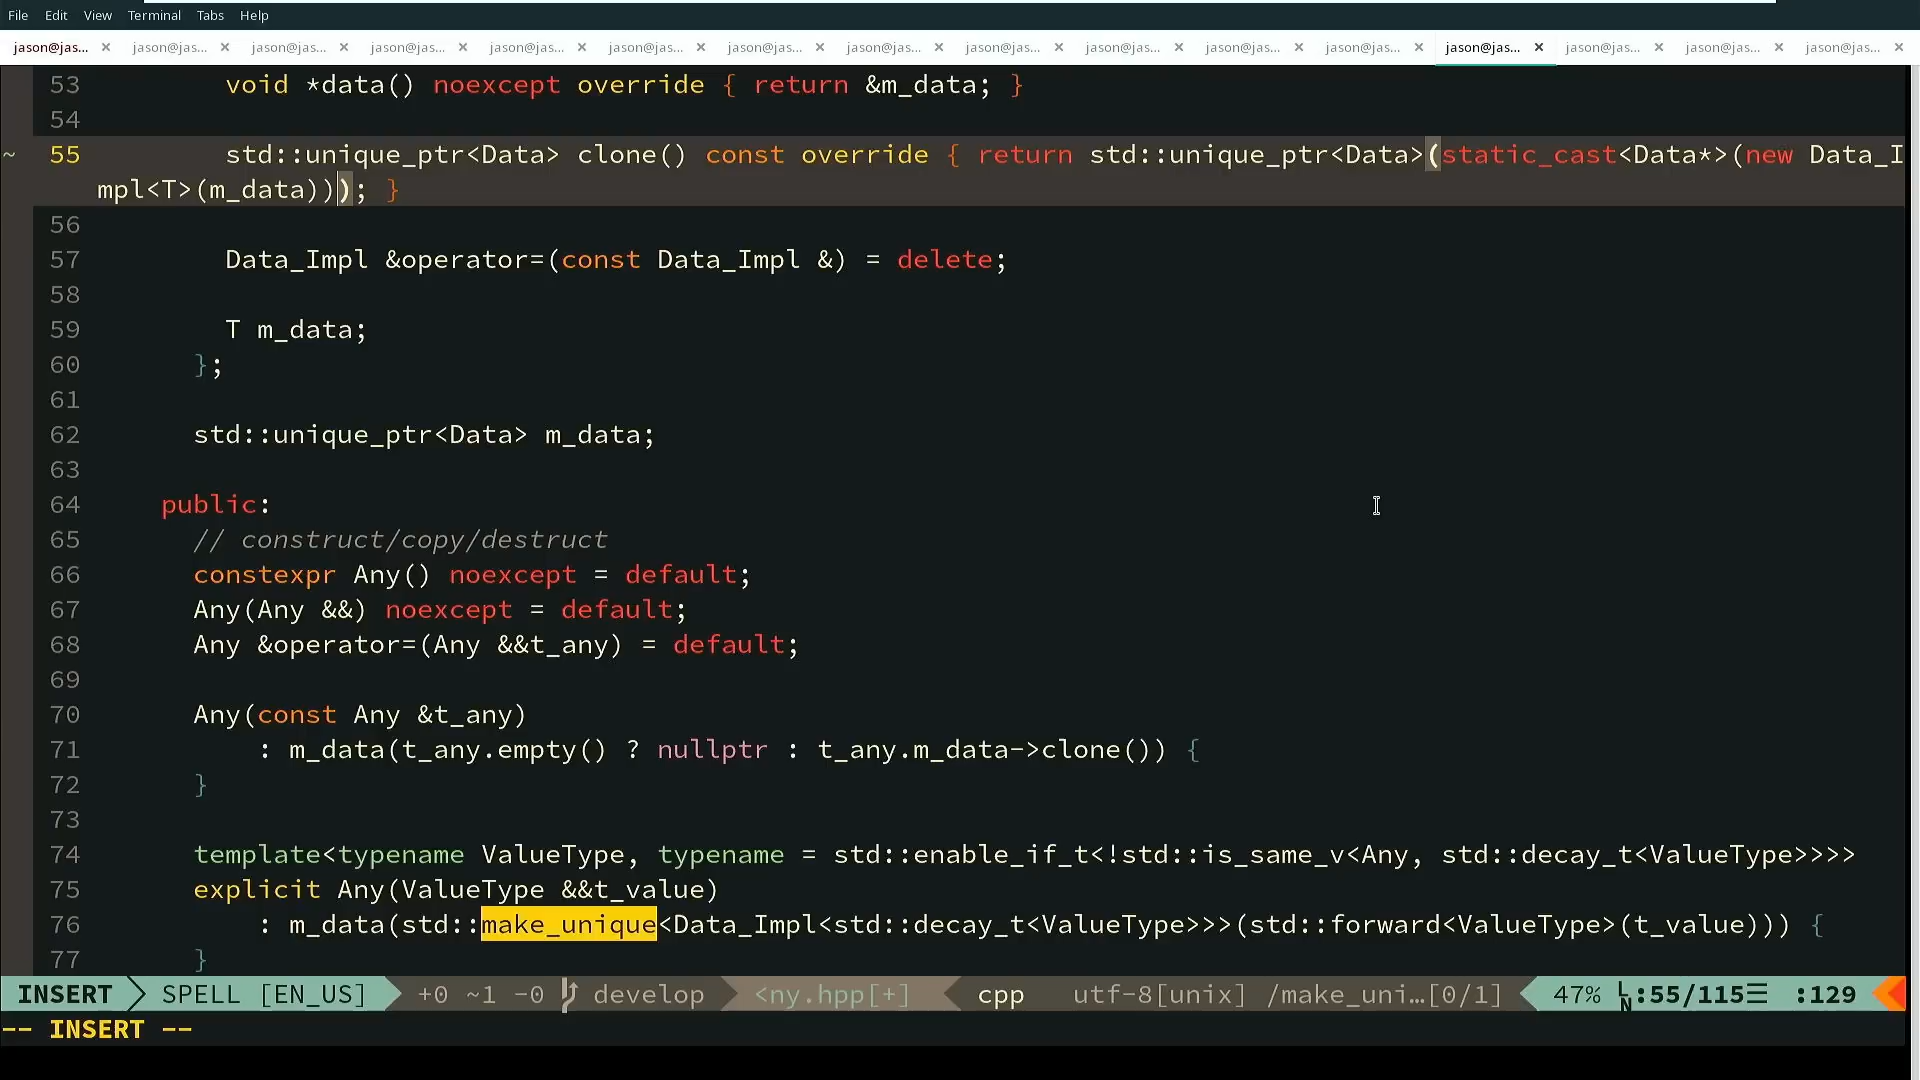 File Edit View Terminal Tabs Help
jason@jas... × jason@jas... × jason@jas... × jason@jas... × jason@jas... × jason@jas... × jason@jas... × jason@jas... × jason@jas... × jason@jas... × jason@jas... × jason@jas... × jason@jas... × jason@jas... × jason@jas... × jason@jas... ×
53 void *data() noexcept override { return &m_data; }
54
~ 55 std::unique_ptr<Data> clone() const override { return std::unique_ptr<Data>(static_cast<Data*>(new Data_I
mpl<T>(m_data))); }
56
57 Data_Impl &operator=(const Data_Impl &) = delete;
58
59 T m_data;
60 };
61
62 std::unique_ptr<Data> m_data;
63
64 public:
65 // construct/copy/destruct
66 constexpr Any() noexcept = default;
67 Any(Any &&) noexcept = default;
68 Any &operator=(Any &&t_any) = default;
69
70 Any(const Any &t_any)
71 : m_data(t_any.empty() ? nullptr : t_any.m_data->clone()) {
72 }
73
74 template<typename ValueType, typename = std::enable_if_t<!std::is_same_v<Any, std::decay_t<ValueType>>>>
75 explicit Any(ValueType &&t_value)
76 : m_data(std::make_unique<Data_Impl<std::decay_t<ValueType>>>(std::forward<ValueType>(t_value))) {
77 }
INSERT SPELL [EN_US] +0 ~1 -0 develop <ny.hpp[+] cpp utf-8[unix] /make_uni…[0/1] 47% LN:55/115☰ :129
-- INSERT --